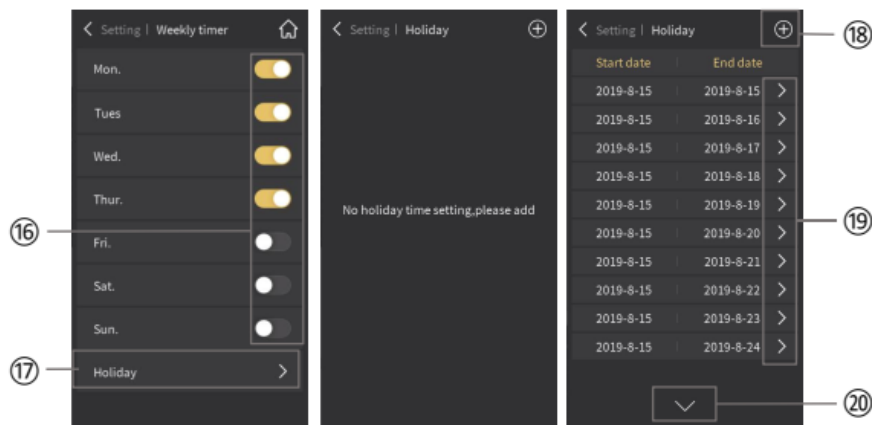 Setting | Weekly timer
Mon.
Tues
Wed.
Thur.
Fri.
Sat.
Sun.
Holiday
⑯
⑰
Setting | Holiday
No holiday time setting,please add
Setting | Holiday
Start date End date
2019-8-15 2019-8-15
2019-8-15 2019-8-16
2019-8-15 2019-8-17
2019-8-15 2019-8-18
2019-8-15 2019-8-19
2019-8-15 2019-8-20
2019-8-15 2019-8-21
2019-8-15 2019-8-22
2019-8-15 2019-8-23
2019-8-15 2019-8-24
⑱
⑲
⑳